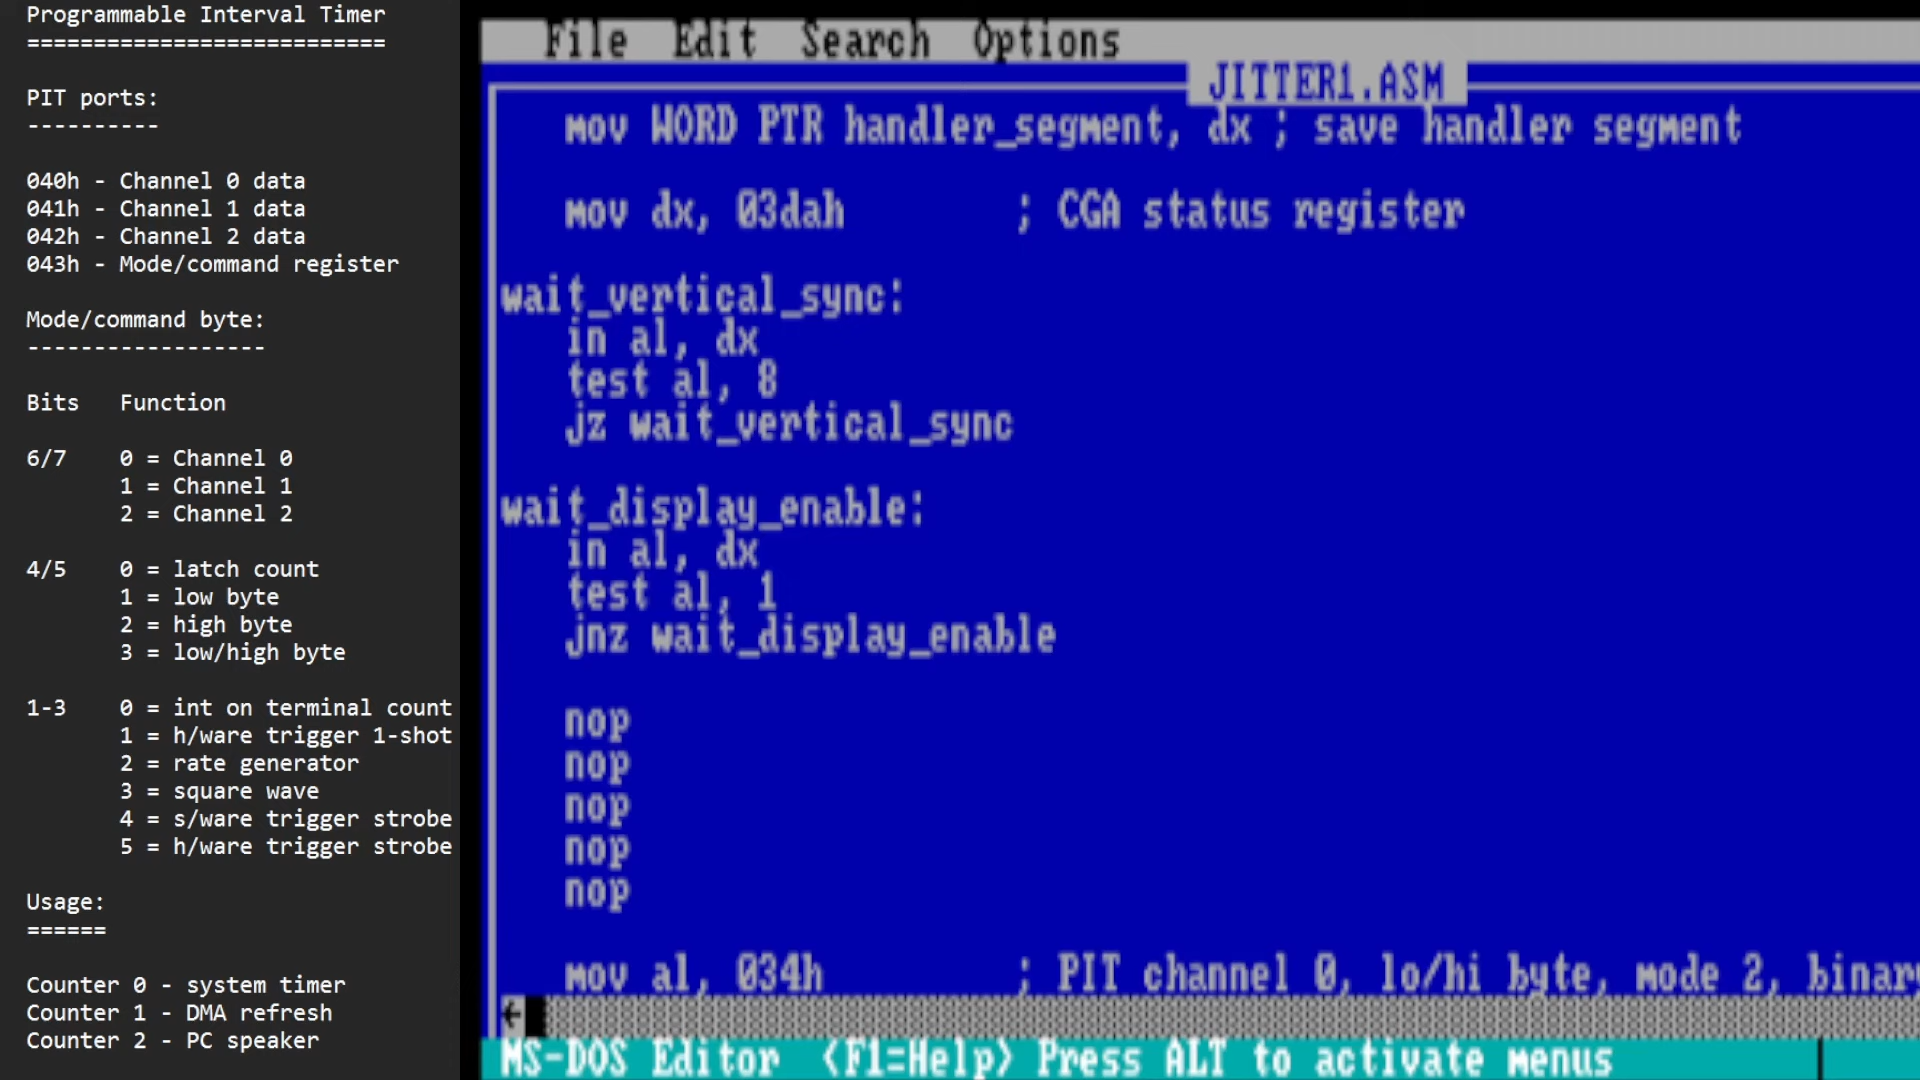 Programmable Interval Timer
===========================
PIT ports:
----------
040h - Channel 0 data
041h - Channel 1 data
042h - Channel 2 data
043h - Mode/command register
Mode/command byte:
------------------
Bits Function
6/7 0 = Channel 0
1 = Channel 1
2 = Channel 2
4/5 0 = latch count
1 = low byte
2 = high byte
3 = low/high byte
1-3 0 = int on terminal count
1 = h/ware trigger 1-shot
2 = rate generator
3 = square wave
4 = s/ware trigger strobe
5 = h/ware trigger strobe
Usage:
======
Counter 0 - system timer
Counter 1 - DMA refresh
Counter 2 - PC speaker
File Edit Search Options
JITTER1.ASM
mov WORD PTR handler_segment, dx ; save handler segment
mov dx, 03dah ; CGA status register
wait_vertical_sync:
in al, dx
test al, 8
jz wait_vertical_sync
wait_display_enable:
in al, dx
test al, 1
jnz wait_display_enable
nop
nop
nop
nop
nop
mov al, 034h ; PIT channel 0, lo/hi byte, mode 2, binary
MS-DOS Editor <F1=Help> Press ALT to activate menus